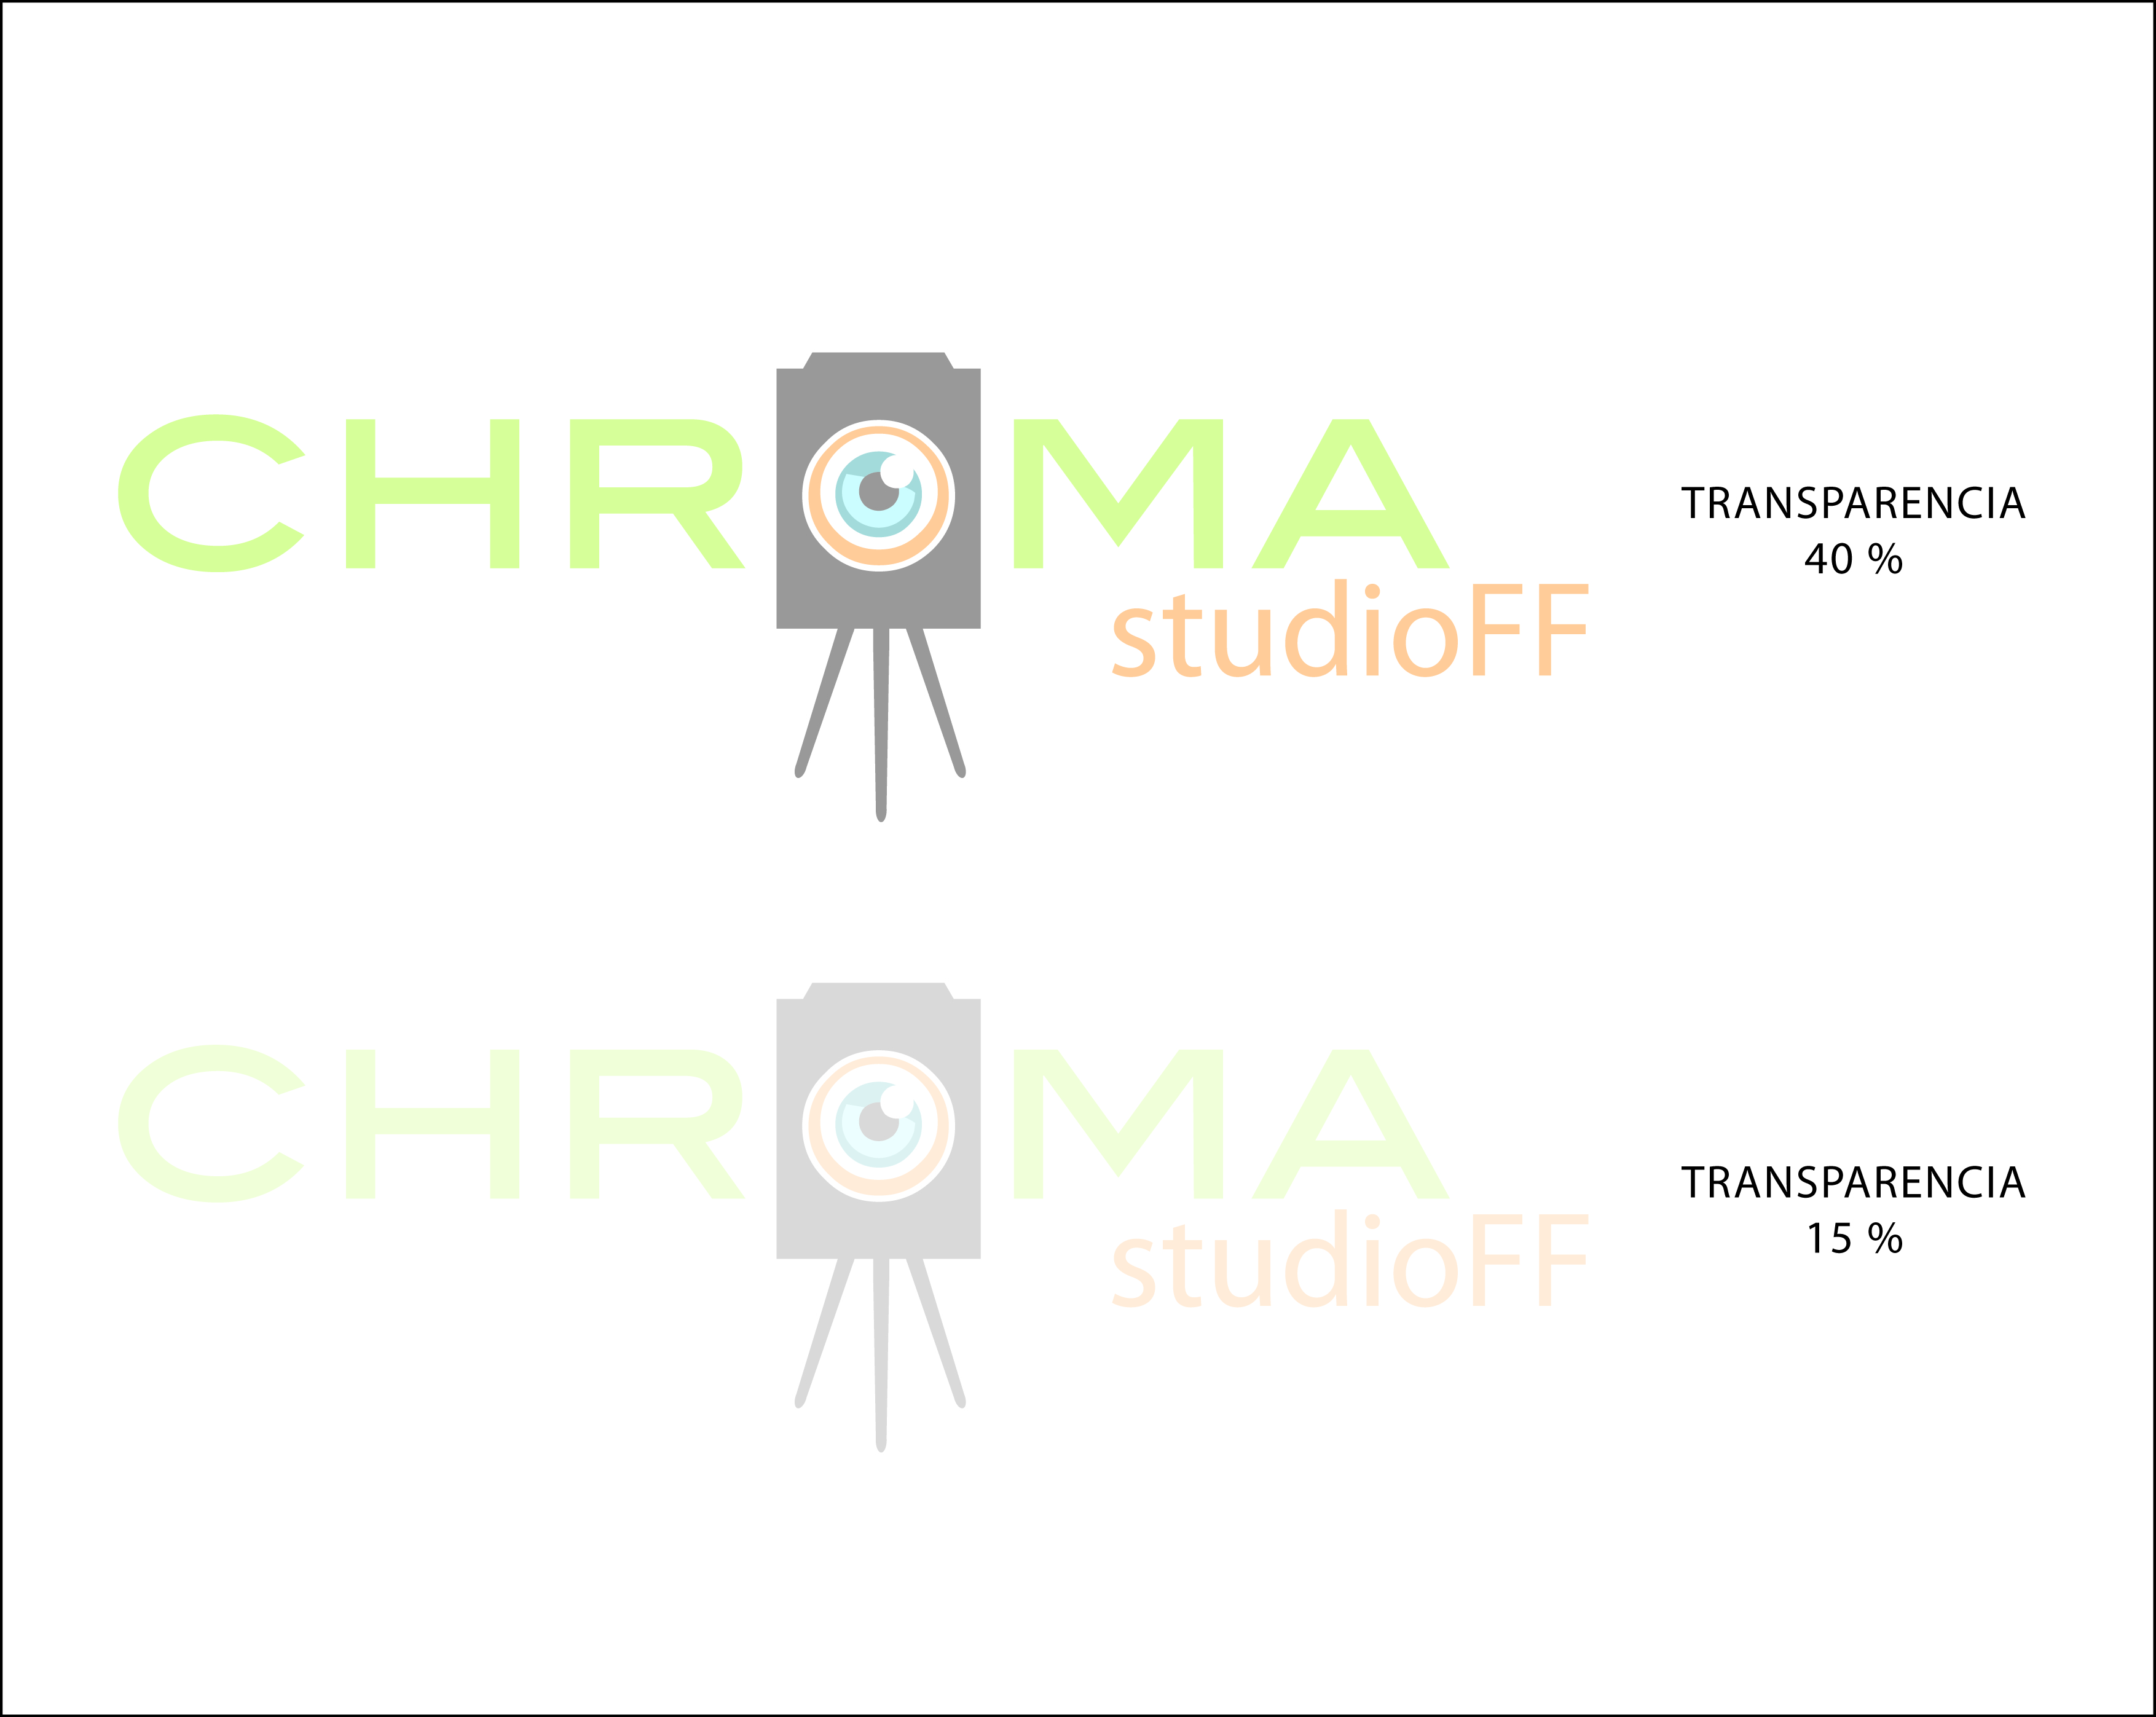 CHROMA
studioFF
TRANSPARENCIA
40 %
CHROMA
studioFF
TRANSPARENCIA
15 %